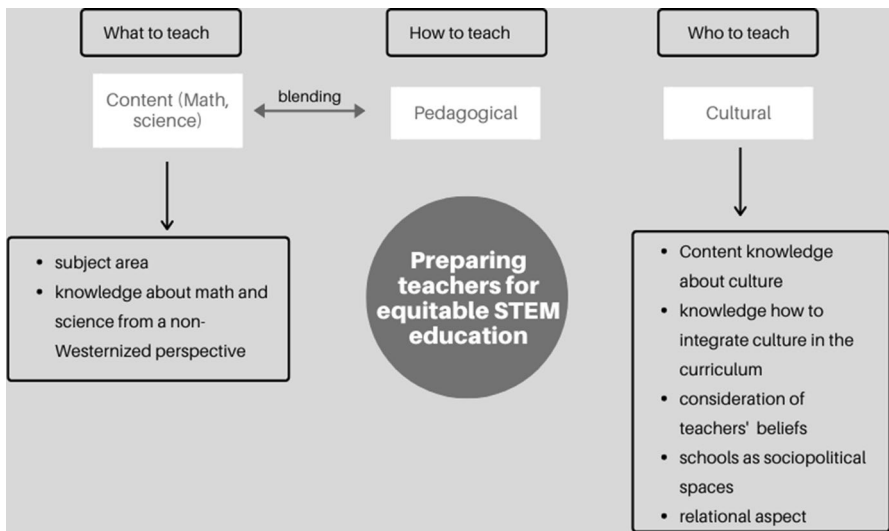 What to teach
How to teach
Who to teach
Content (Math,
science)
blending
Pedagogical
Cultural
• subject area
• knowledge about math and
science from a non-
Westernized perspective
Preparing
teachers for
equitable STEM
education
• Content knowledge
about culture
• knowledge how to
integrate culture in the
curriculum
• consideration of
teachers' beliefs
• schools as sociopolitical
spaces
• relational aspect